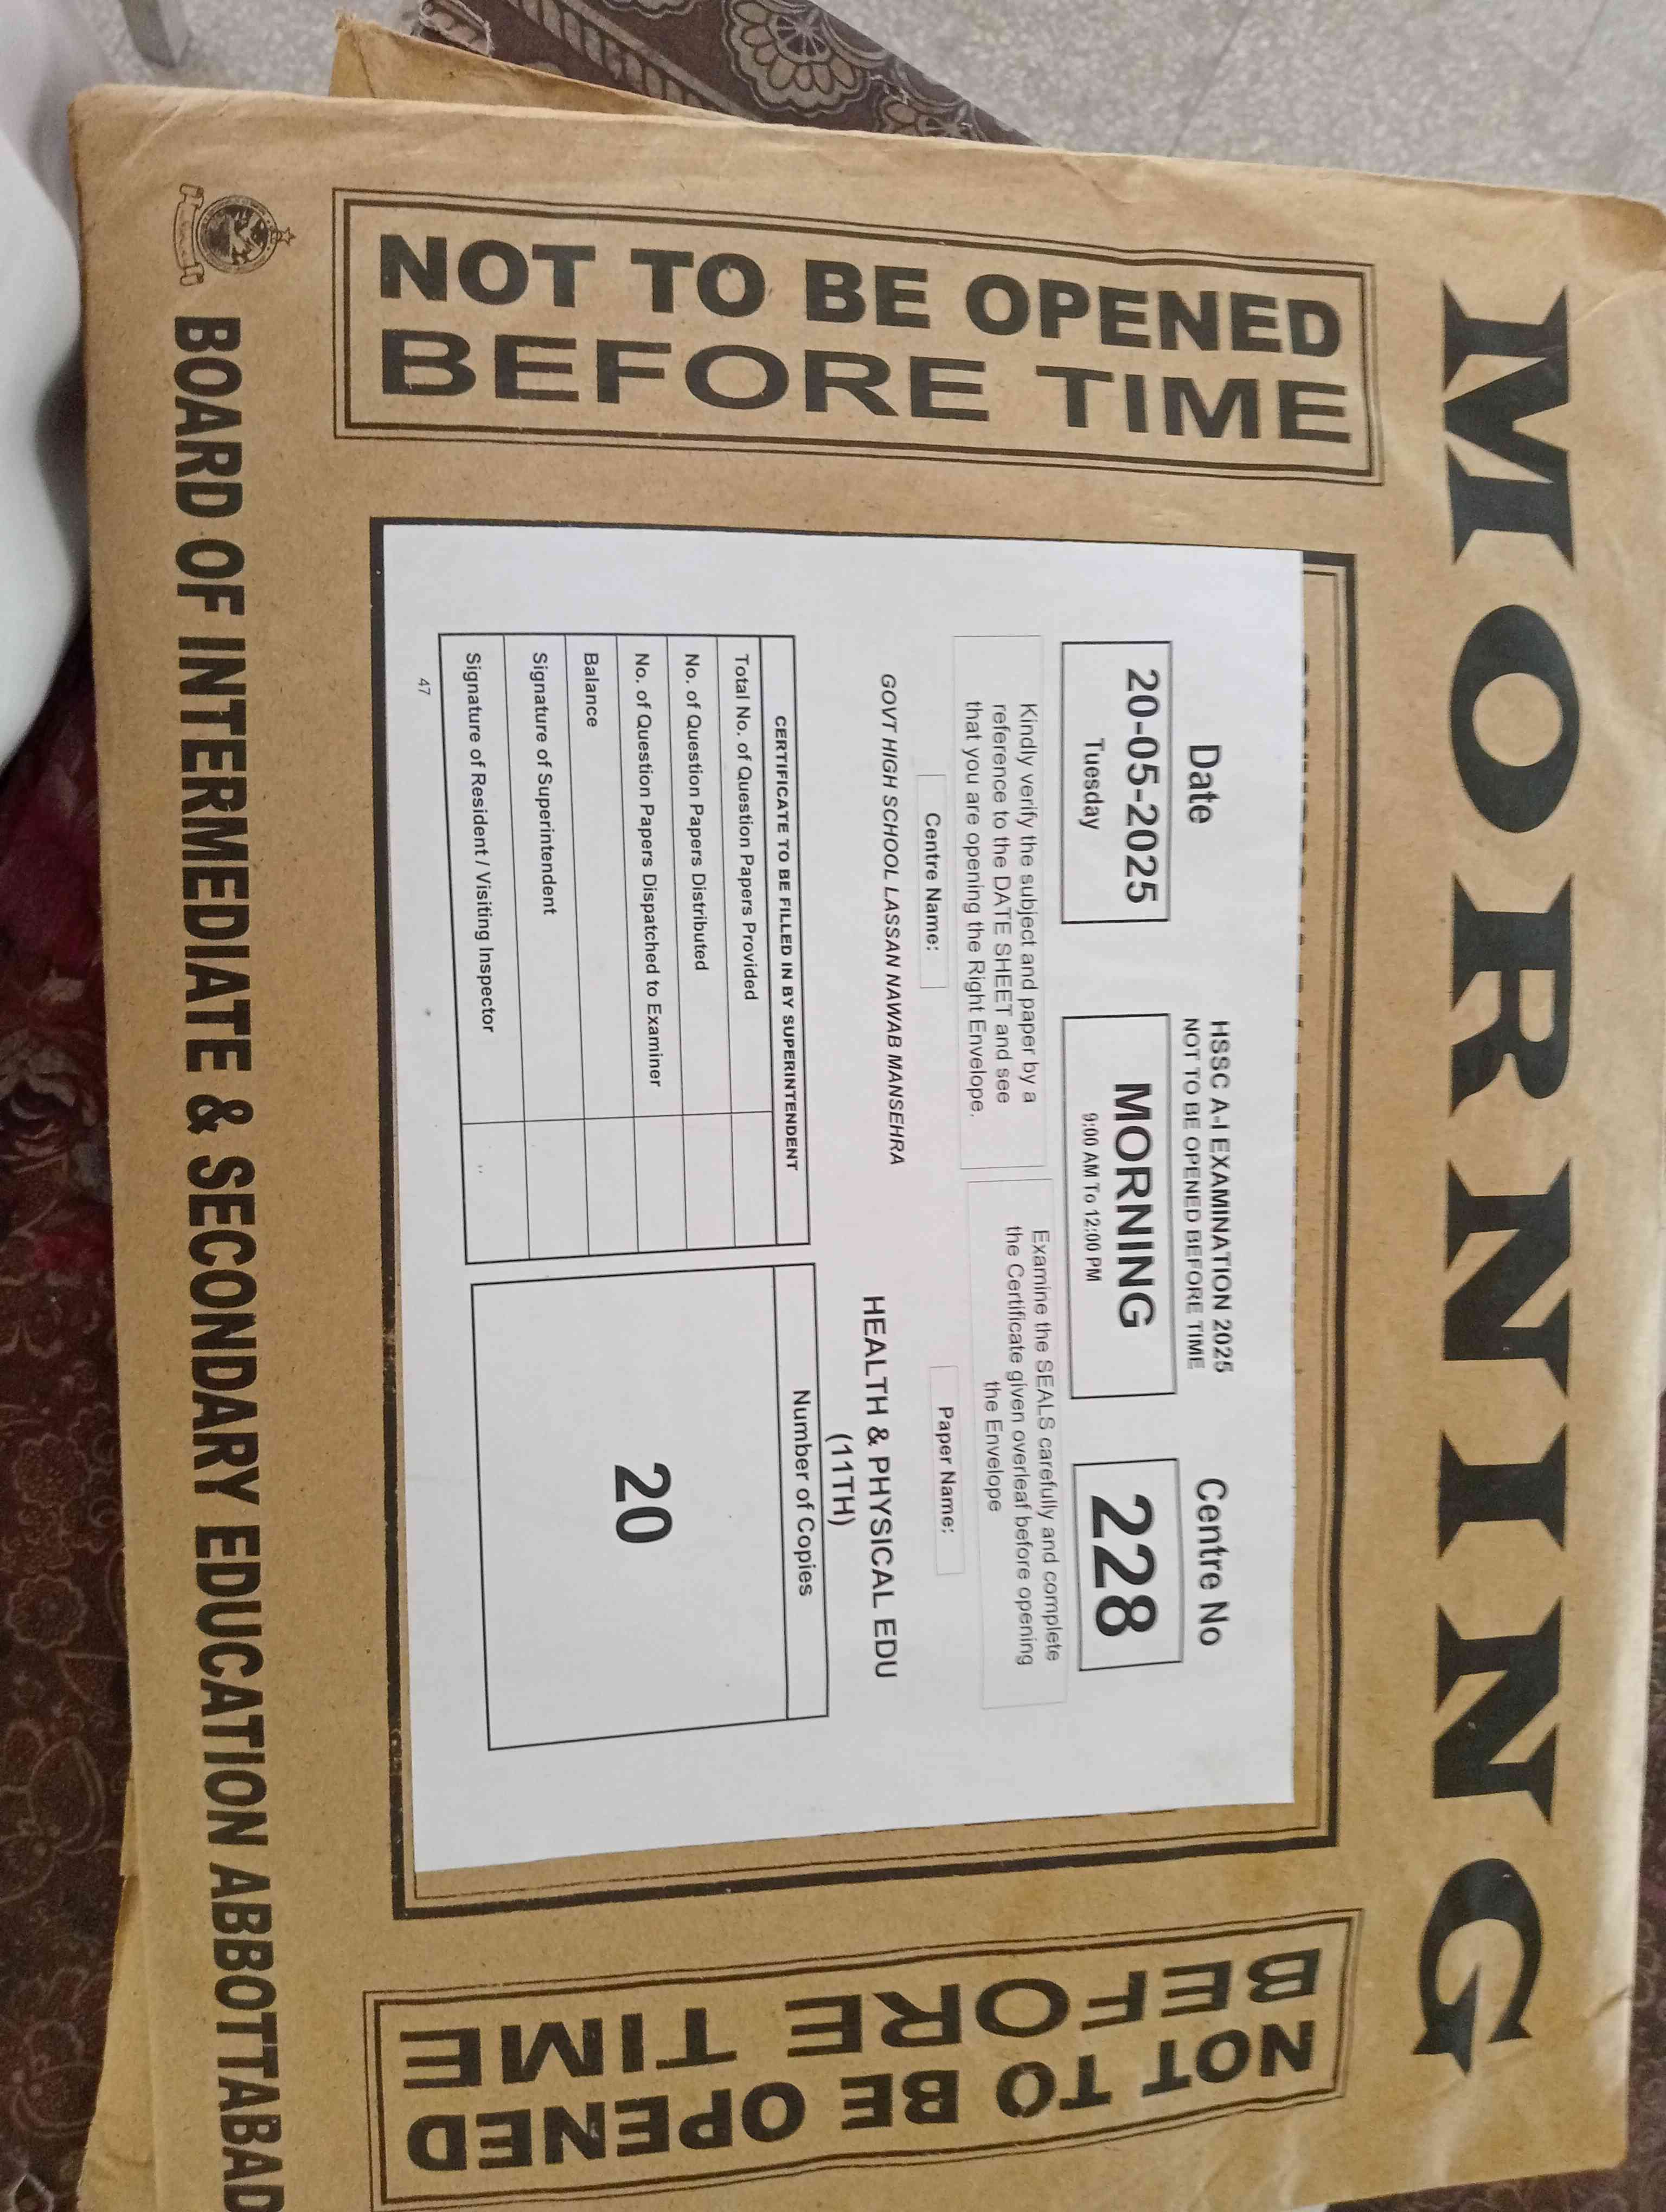 MORNING
NOT TO BE OPENED
BEFORE TIME
Date
20-05-2025
Tuesday
HSSC A-I EXAMINATION 2025
NOT TO BE OPENED BEFORE TIME
MORNING
9:00 AM To 12:00 PM
Centre No
228
Kindly verify the subject and paper by a
reference to the DATE SHEET and see
that you are opening the Right Envelope.
Examine the SEALS carefully and complete
the Certificate given overleaf before opening
the Envelope
Centre Name:
Paper Name:
GOVT HIGH SCHOOL LASSAN NAWAB MANSEHRA
HEALTH & PHYSICAL EDU
(11TH)
CERTIFICATE TO BE FILLED IN BY SUPERINTENDENT
Total No. of Question Papers Provided
No. of Question Papers Distributed
No. of Question Papers Dispatched to Examiner
Balance
Signature of Superintendent
Signature of Resident / Visiting Inspector
Number of Copies
20
47
NOT TO BE OPENED
BEFORE TIME
BOARD OF INTERMEDIATE & SECONDARY EDUCATION ABBOTTABAD